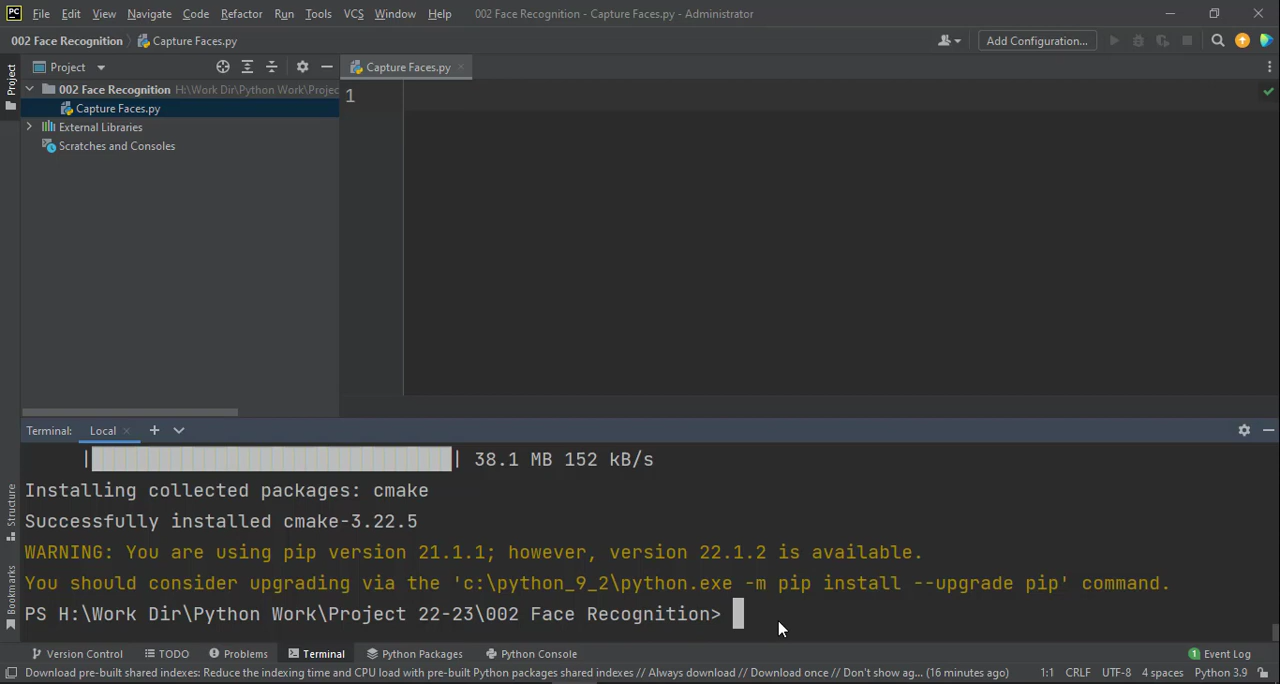 PC File Edit View Navigate Code Refactor Run Tools VCS Window Help 002 Face Recognition - Capture Faces.py - Administrator
002 Face Recognition Capture Faces.py Add Configuration...
Project Project Capture Faces.py
002 Face Recognition H:\Work Dir\Python Work\Projec 1
Capture Faces.py
External Libraries
Scratches and Consoles
Terminal: Local
38.1 MB 152 kB/s
Installing collected packages: cmake
Structure Successfully installed cmake-3.22.5
WARNING: You are using pip version 21.1.1; however, version 22.1.2 is available.
Bookmarks You should consider upgrading via the 'c:\python_9_2\python.exe -m pip install --upgrade pip' command.
PS H:\Work Dir\Python Work\Project 22-23\002 Face Recognition>
Version Control TODO Problems Terminal Python Packages Python Console 1 Event Log
Download pre-built shared indexes: Reduce the indexing time and CPU load with pre-built Python packages shared indexes // Always download // Download once // Don't show ag... (16 minutes ago) 1:1 CRLF UTF-8 4 spaces Python 3.9